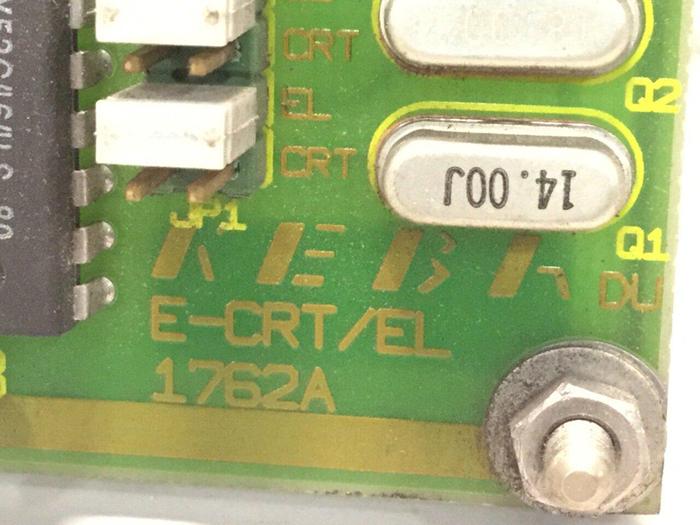 CRT
Q2
EL
CRT
14.00J
JP1
Q1
KEBA
DU
E-CRT/EL
1762A